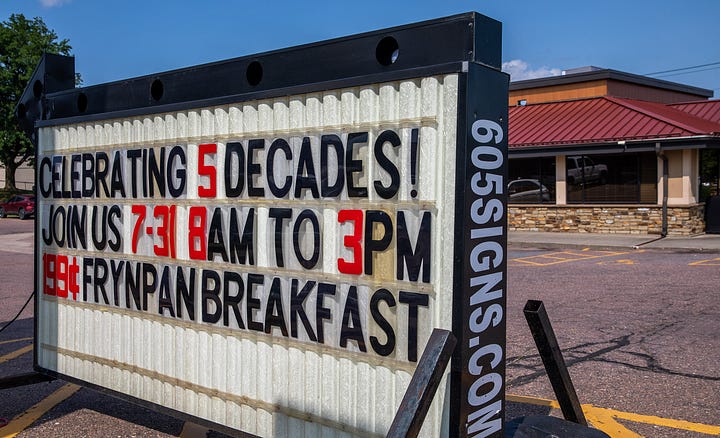 CELEBRATING 5 DECADES!
JOIN US 7-31 8AM TO 3PM
199¢ FRYNPAN BREAKFAST
605SIGNS.COM